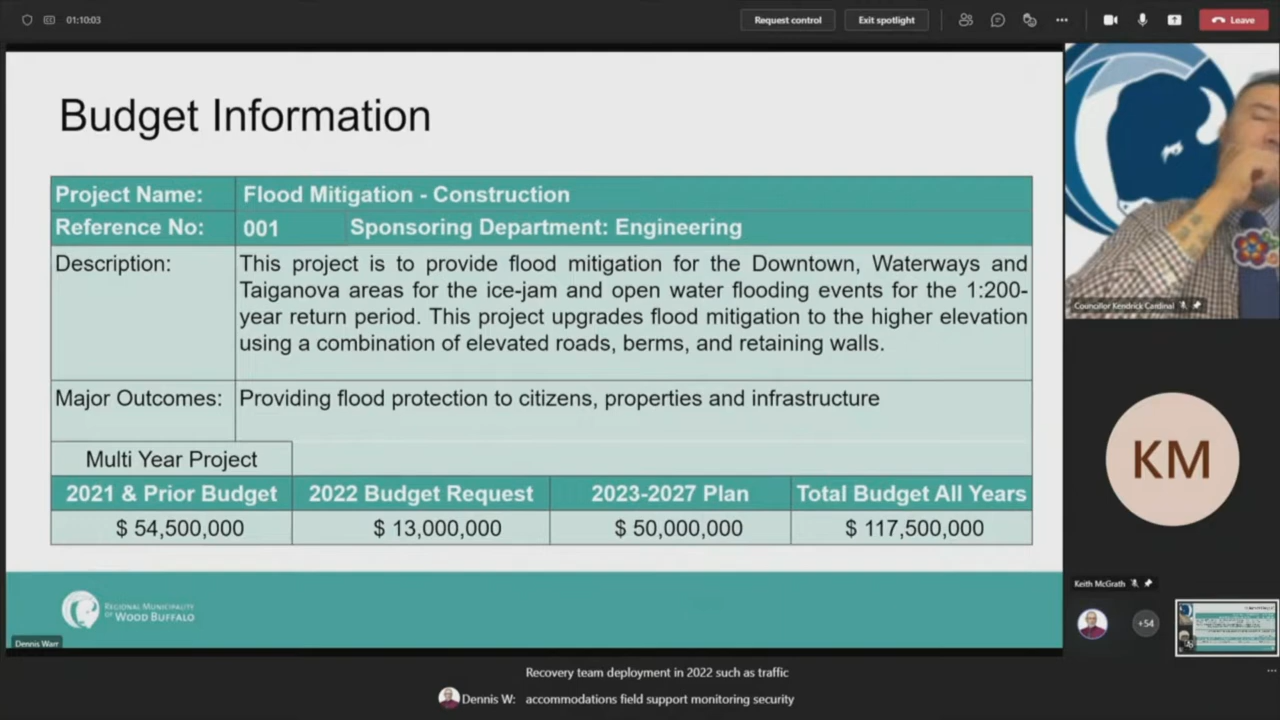 01:10:03
Request control
Exit spotlight
Leave
Budget Information
Project Name: Flood Mitigation - Construction
Reference No: 001 Sponsoring Department: Engineering
Description: This project is to provide flood mitigation for the Downtown, Waterways and
Taiganova areas for the ice-jam and open water flooding events for the 1:200-
year return period. This project upgrades flood mitigation to the higher elevation
using a combination of elevated roads, berms, and retaining walls.
Major Outcomes: Providing flood protection to citizens, properties and infrastructure
Multi Year Project
2021 & Prior Budget 2022 Budget Request 2023-2027 Plan Total Budget All Years
$ 54,500,000 $ 13,000,000 $ 50,000,000 $ 117,500,000
REGIONAL MUNICIPALITY
OF WOOD BUFFALO
Dennis Warr
Councillor Kendrick Cardinal
KM
Keith McGrath
+54
Recovery team deployment in 2022 such as traffic
Dennis W: accommodations field support monitoring security